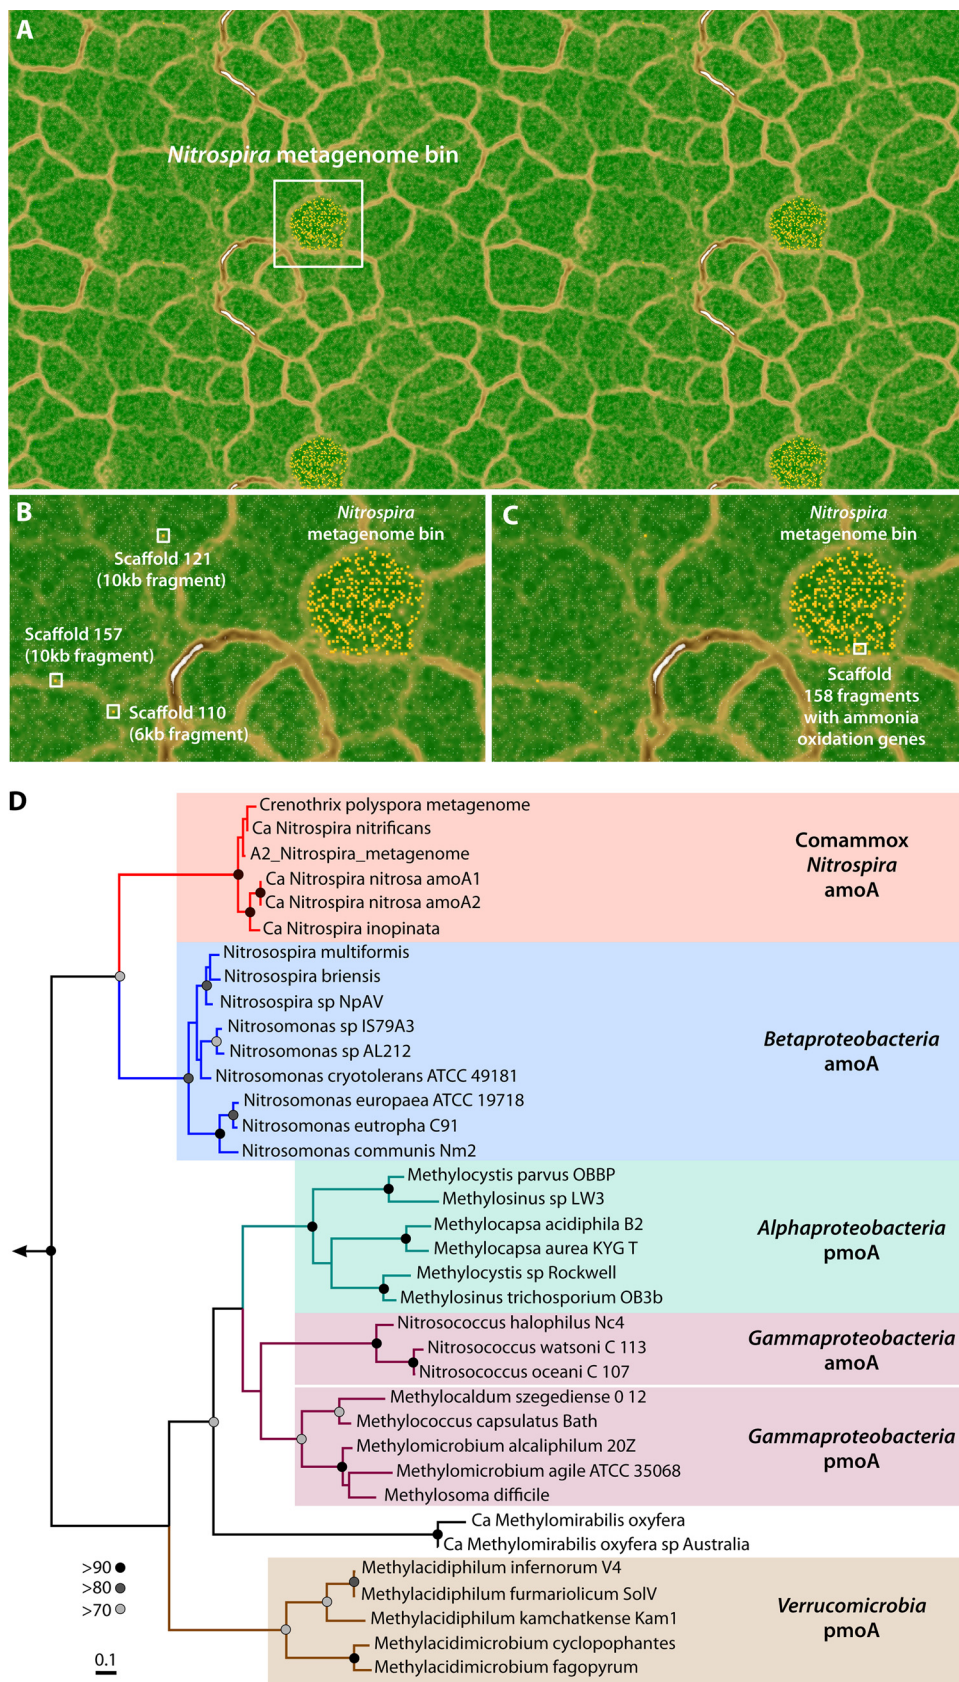 A
Nitrospira metagenome bin
B
Nitrospira
metagenome bin
Scaffold 121
(10kb fragment)
Scaffold 157
(10kb fragment)
Scaffold 110
(6kb fragment)
C
Nitrospira
metagenome bin
Scaffold
158 fragments
with ammonia
oxidation genes
D
Crenothrix polyspora metagenome
Ca Nitrospira nitrificans
A2_Nitrospira_metagenome
Ca Nitrospira nitrosa amoA1
Ca Nitrospira nitrosa amoA2
Ca Nitrospira inopinata
Comammox
Nitrospira
amoA
Nitrosospira multiformis
Nitrosospira briensis
Nitrosospira sp NpAV
Nitrosomonas sp IS79A3
Nitrosomonas sp AL212
Nitrosomonas cryotolerans ATCC 49181
Nitrosomonas europaea ATCC 19718
Nitrosomonas eutropha C91
Nitrosomonas communis Nm2
Betaproteobacteria
amoA
Methylocystis parvus OBBP
Methylosinus sp LW3
Methylocapsa acidiphila B2
Methylocapsa aurea KYG T
Methylocystis sp Rockwell
Methylosinus trichosporium OB3b
Alphaproteobacteria
pmoA
Nitrosococcus halophilus Nc4
Nitrosococcus watsoni C 113
Nitrosococcus oceani C 107
Gammaproteobacteria
amoA
Methylocaldum szegediense 0 12
Methylococcus capsulatus Bath
Methylomicrobium alcaliphilum 20Z
Methylomicrobium agile ATCC 35068
Methylosoma difficile
Gammaproteobacteria
pmoA
Ca Methylomirabilis oxyfera
Ca Methylomirabilis oxyfera sp Australia
Methylacidiphilum infernorum V4
Methylacidiphilum furmariolicum SolV
Methylacidiphilum kamchatkense Kam1
Methylacidimicrobium cyclopophantes
Methylacidimicrobium fagopyrum
Verrucomicrobia
pmoA
>90
>80
>70
0.1